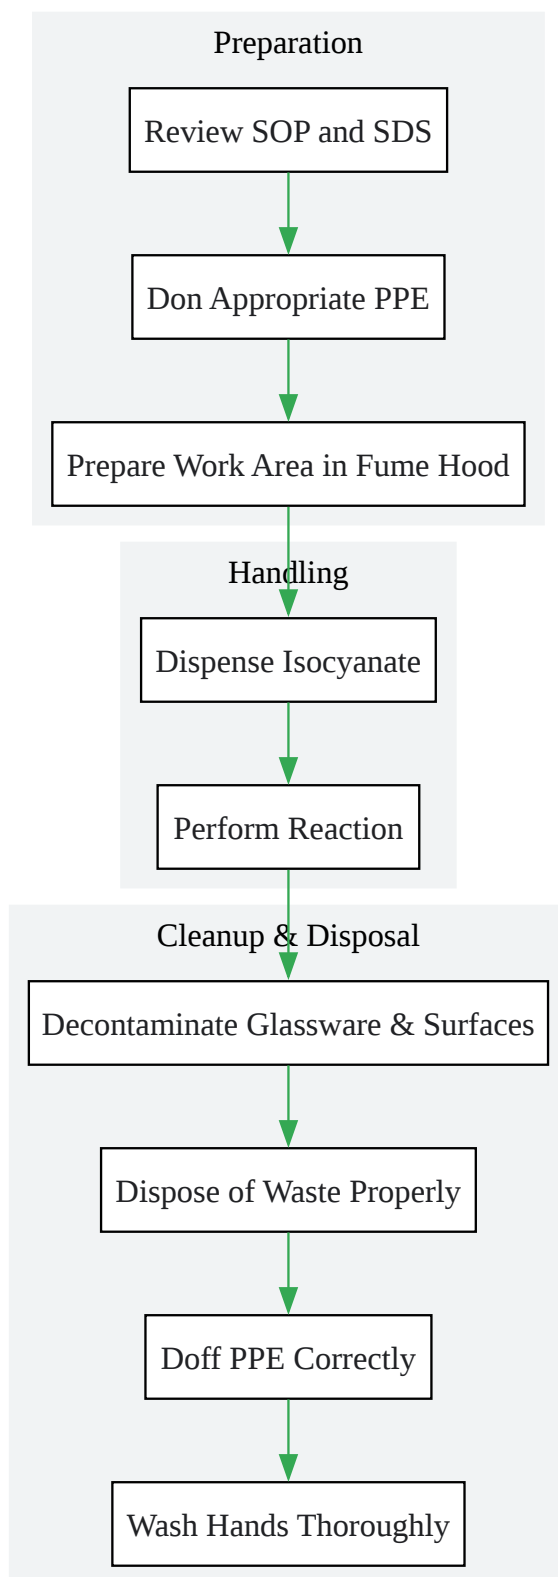 Preparation
Review SOP and SDS
Don Appropriate PPE
Prepare Work Area in Fume Hood
Handling
Dispense Isocyanate
Perform Reaction
Cleanup & Disposal
Decontaminate Glassware & Surfaces
Dispose of Waste Properly
Doff PPE Correctly
Wash Hands Thoroughly